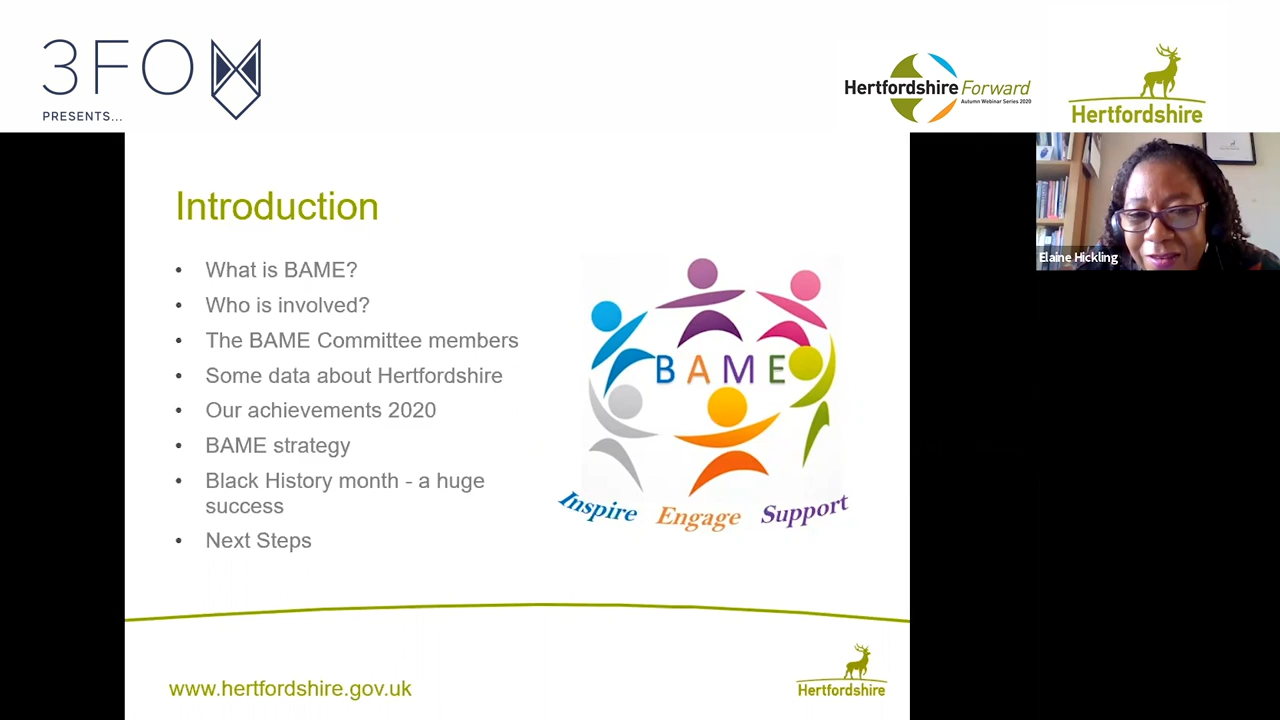 3FOX
PRESENTS...
Hertfordshire Forward
Autumn Webinar Series 2020
Hertfordshire
Elaine Hickling
Introduction
• What is BAME?
• Who is involved?
• The BAME Committee members
• Some data about Hertfordshire
• Our achievements 2020
• BAME strategy
• Black History month - a huge
success
• Next Steps
BAME
Inspire Engage Support
www.hertfordshire.gov.uk
Hertfordshire